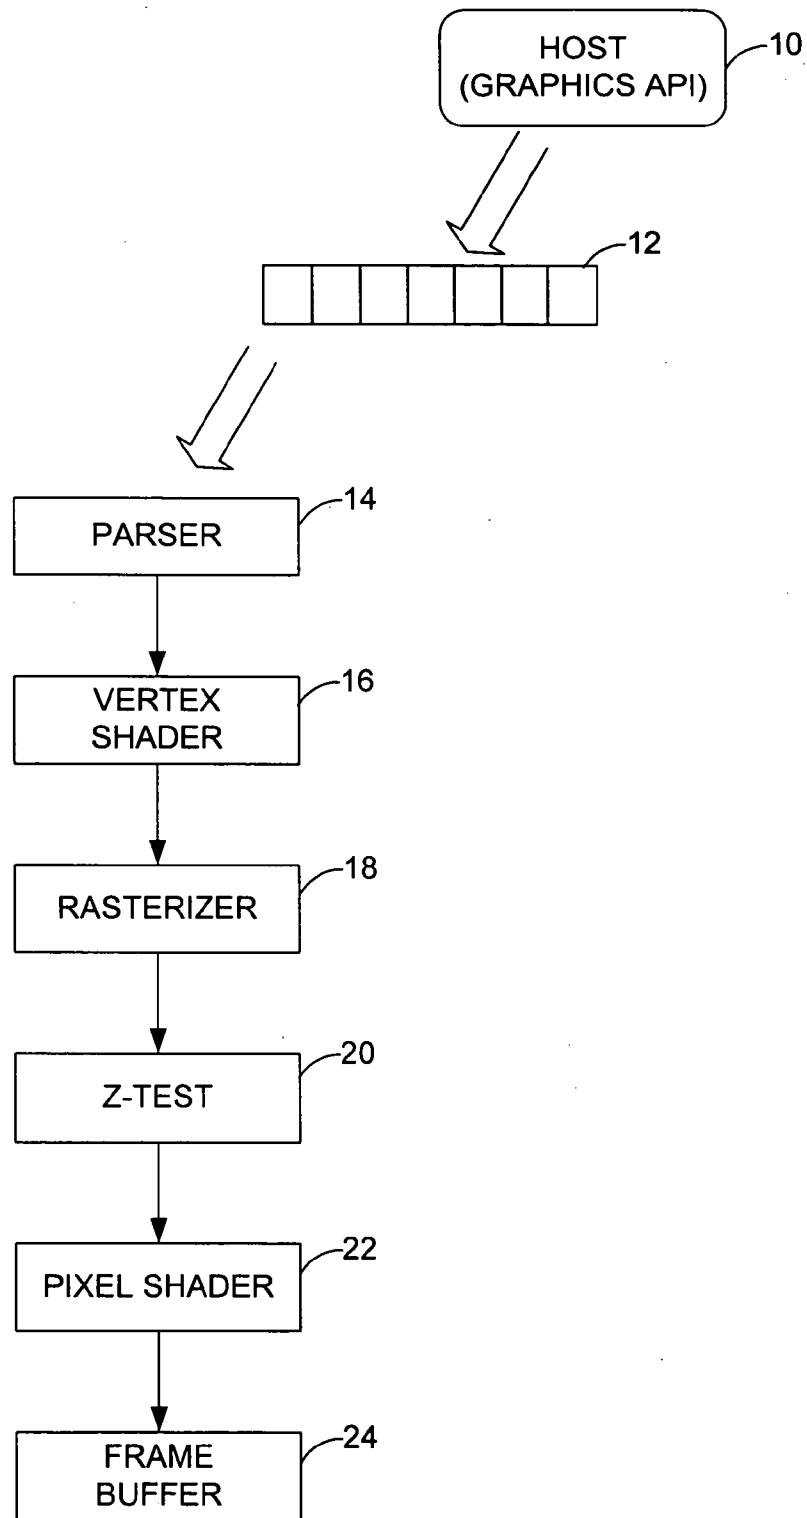 HOST
(GRAPHICS API)
10
12
PARSER
14
VERTEX
SHADER
16
RASTERIZER
18
Z-TEST
20
PIXEL SHADER
22
FRAME
BUFFER
24